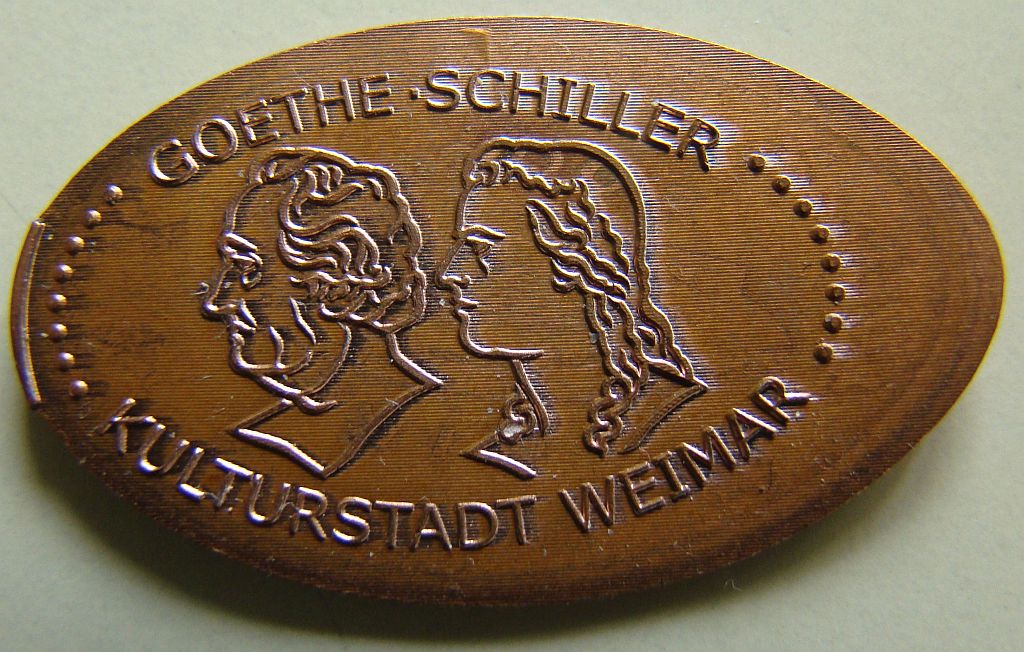 GOETHE · SCHILLER
KULTURSTADT WEIMAR